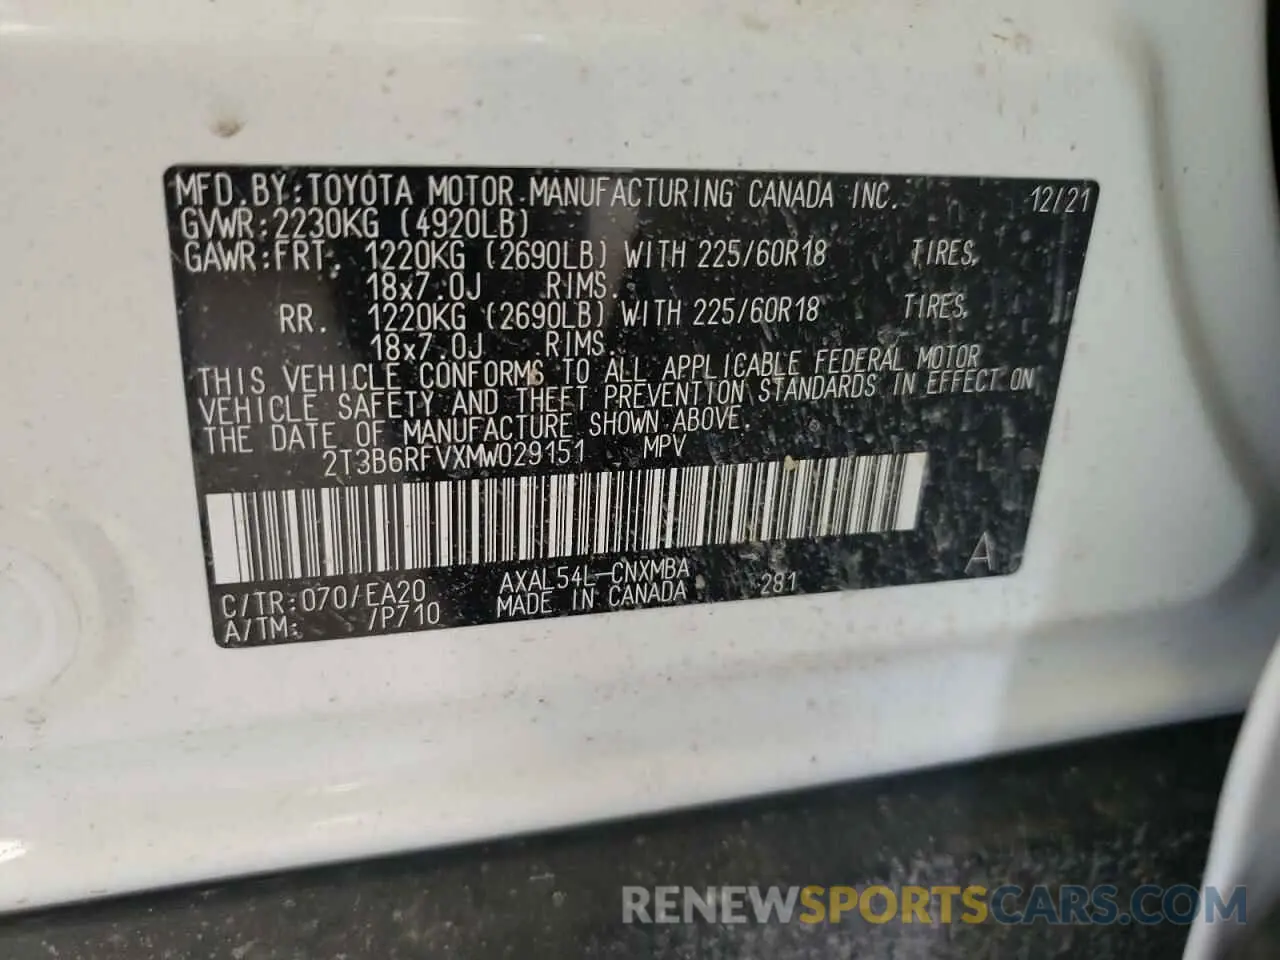 MFD.BY:TOYOTA MOTOR MANUFACTURING CANADA INC. 12/21
GVWR:2230KG (4920LB)
GAWR:FRT. 1220KG (2690LB) WITH 225/60R18 TIRES,
18x7.0J RIMS.
RR. 1220KG (2690LB) WITH 225/60R18 TIRES,
18x7.0J RIMS.
THIS VEHICLE CONFORMS TO ALL APPLICABLE FEDERAL MOTOR
VEHICLE SAFETY AND THEFT PREVENTION STANDARDS IN EFFECT ON
THE DATE OF MANUFACTURE SHOWN ABOVE.
2T3B6RFVXMW029151 MPV
C/TR:070/EA20 AXAL54L-CNXMBA 281 A
A/TM: /P710 MADE IN CANADA
RENEWSPORTSCARS.COM